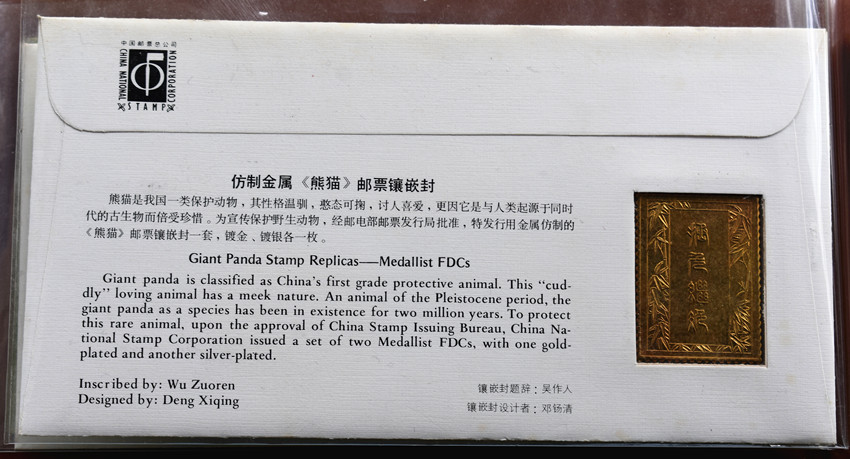 中国邮票总公司
CHINA NATIONAL
STAMP
CORPORATION
仿制金属《熊猫》邮票镶嵌封
熊猫是我国一类保护动物，其性格温驯，憨态可掬，讨人喜爱，更因它是与人类起源于同时
代的古生物而倍受珍惜。为宣传保护野生动物，经邮电部邮票发行局批准，特发行用金属仿制的
《熊猫》邮票镶嵌封一套，镀金、镀银各一枚。
Giant Panda Stamp Replicas——Medallist FDCs
Giant panda is classified as China's first grade protective animal. This “cud-
dly” loving animal has a meek nature. An animal of the Pleistocene period, the
giant panda as a species has been in existence for two million years. To protect
this rare animal, upon the approval of China Stamp Issuing Bureau, China Na-
tional Stamp Corporation issued a set of two Medallist FDCs, with one gold-
plated and another silver-plated.
Inscribed by: Wu Zuoren
Designed by: Deng Xiqing
镶嵌封题辞：吴作人
镶嵌封设计者：邓锡清